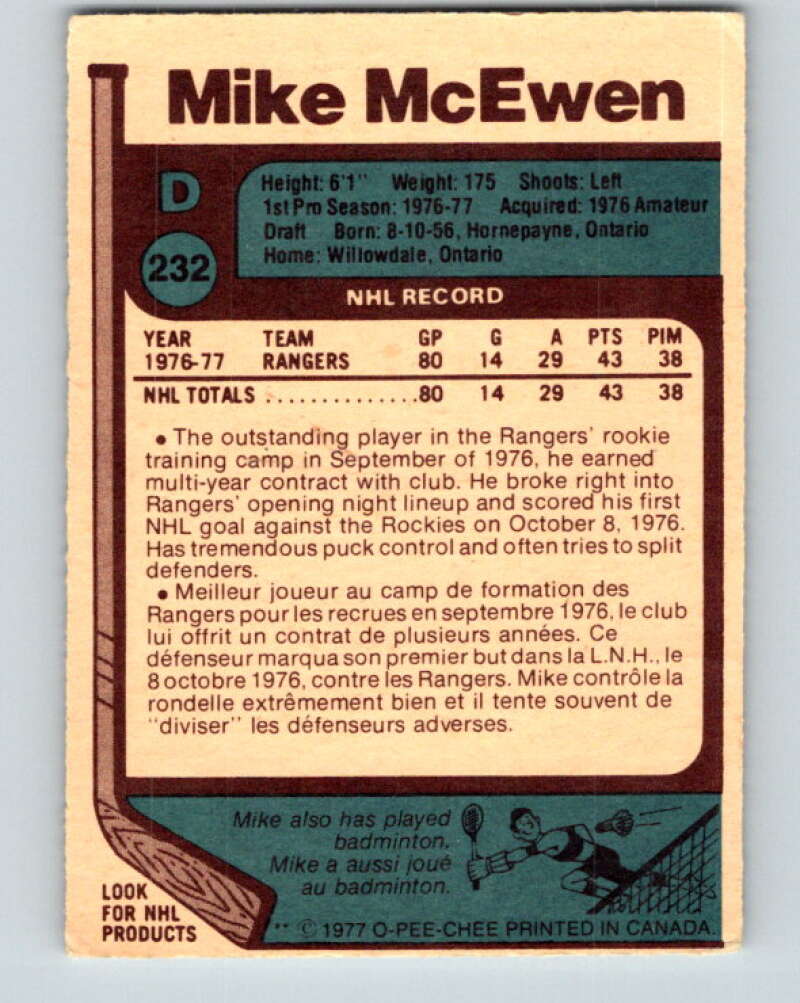 Mike McEwen
D
232
Height: 6'1" Weight: 175 Shoots: Left
1st Pro Season: 1976-77 Acquired: 1976 Amateur
Draft Born: 8-10-56, Hornepayne, Ontario
Home: Willowdale, Ontario
NHL RECORD
YEAR TEAM GP G A PTS PIM
1976-77 RANGERS 80 14 29 43 38
NHL TOTALS ..............80 14 29 43 38
• The outstanding player in the Rangers' rookie
training camp in September of 1976, he earned
multi-year contract with club. He broke right into
Rangers' opening night lineup and scored his first
NHL goal against the Rockies on October 8, 1976.
Has tremendous puck control and often tries to split
defenders.
• Meilleur joueur au camp de formation des
Rangers pour les recrues en septembre 1976, le club
lui offrit un contrat de plusieurs années. Ce
défenseur marqua son premier but dans la L.N.H., le
8 octobre 1976, contre les Rangers. Mike contrôle la
rondelle extrêmement bien et il tente souvent de
"diviser" les défenseurs adverses.
Mike also has played
badminton.
Mike a aussi joué
au badminton.
LOOK
FOR NHL
PRODUCTS
** © 1977 O-PEE-CHEE PRINTED IN CANADA.